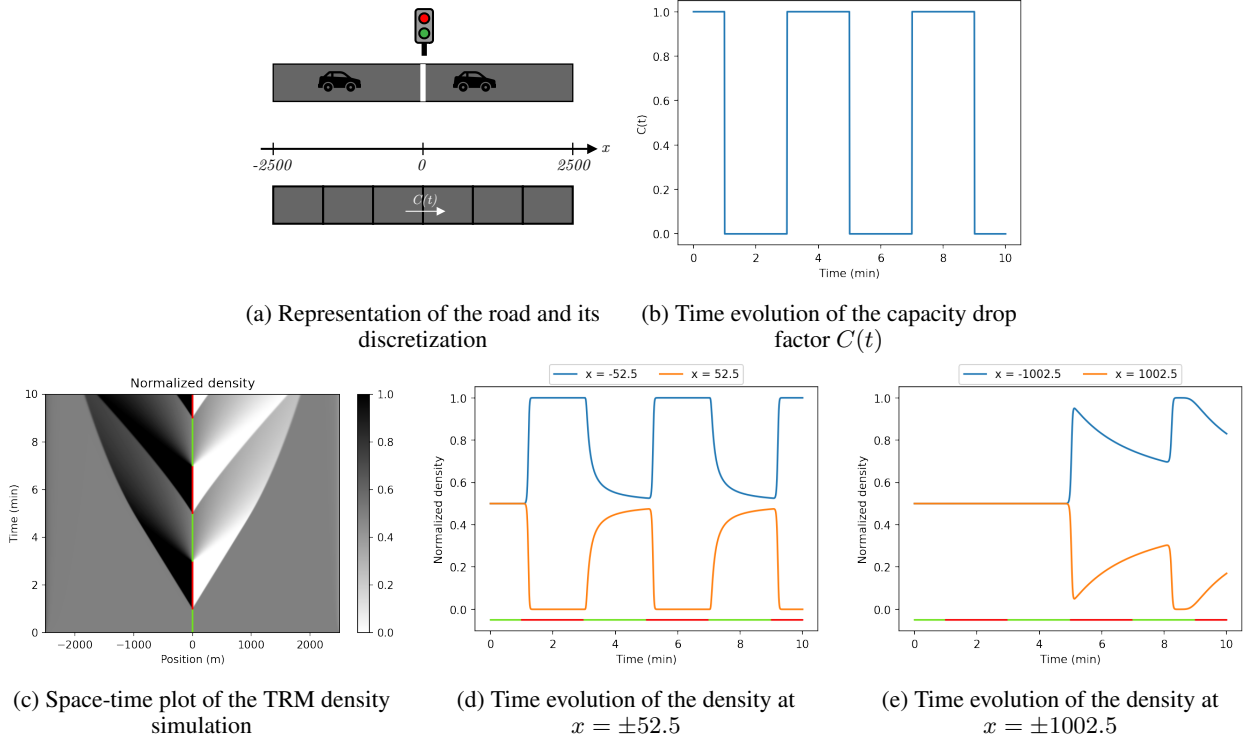 x
-2500
0
2500
C(t)
(a) Representation of the road and its
discretization
1.0
0.8
0.6
0.4
0.2
0.0
C(t)
0
2
4
6
8
10
Time (min)
(b) Time evolution of the capacity drop
factor C(t)
Normalized density
10
8
6
4
2
0
Time (min)
−2000
−1000
0
1000
2000
Position (m)
1.0
0.8
0.6
0.4
0.2
0.0
(c) Space-time plot of the TRM density
simulation
x = -52.5
x = 52.5
1.0
0.8
0.6
0.4
0.2
0.0
Normalized density
0
2
4
6
8
10
Time (min)
(d) Time evolution of the density at
x = ±52.5
x = -1002.5
x = 1002.5
1.0
0.8
0.6
0.4
0.2
0.0
Normalized density
0
2
4
6
8
10
Time (min)
(e) Time evolution of the density at
x = ±1002.5